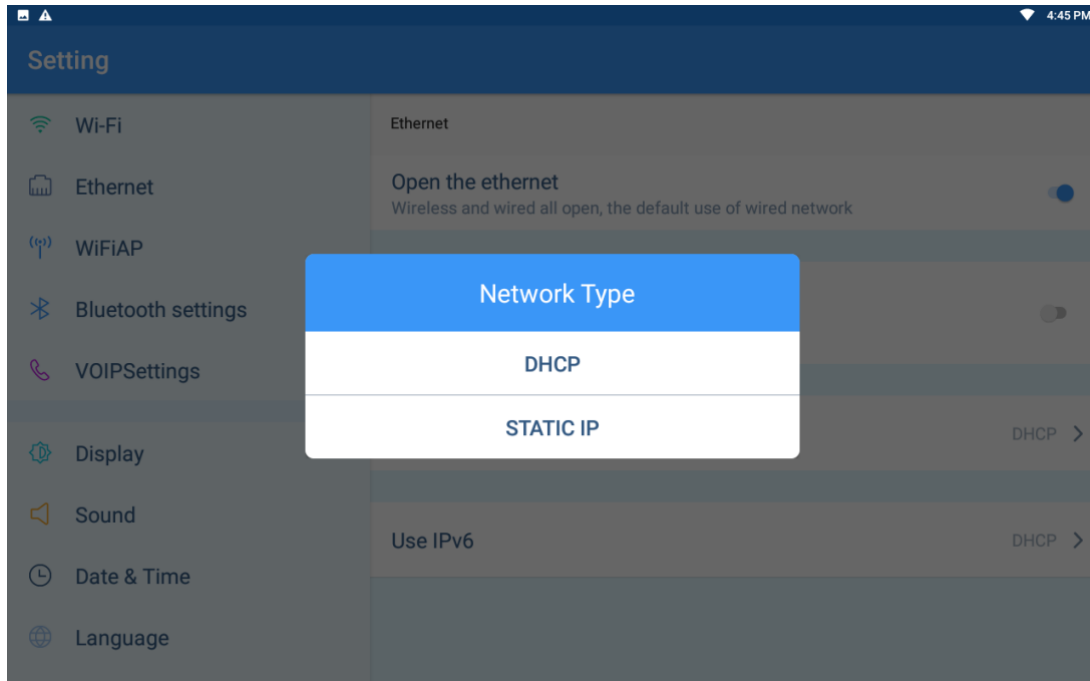 4:45 PM
Setting
Wi-Fi
Ethernet
WiFiAP
Bluetooth settings
VOIPSettings
Display
Sound
Date & Time
Language
Ethernet
Open the ethernet
Wireless and wired all open, the default use of wired network
Network Type
DHCP
STATIC IP
DHCP
Use IPv6
DHCP